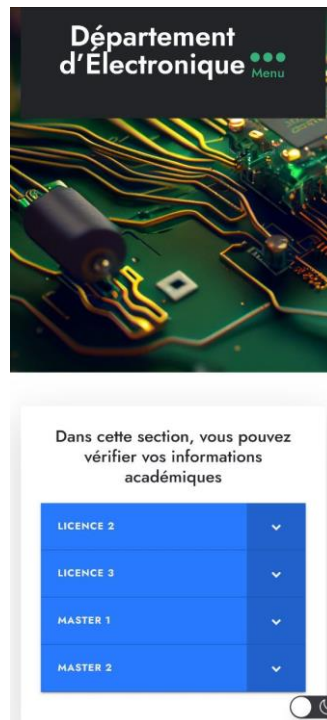 Département
d'Électronique
Menu
Dans cette section, vous pouvez
vérifier vos informations
académiques
LICENCE 2
LICENCE 3
MASTER 1
MASTER 2